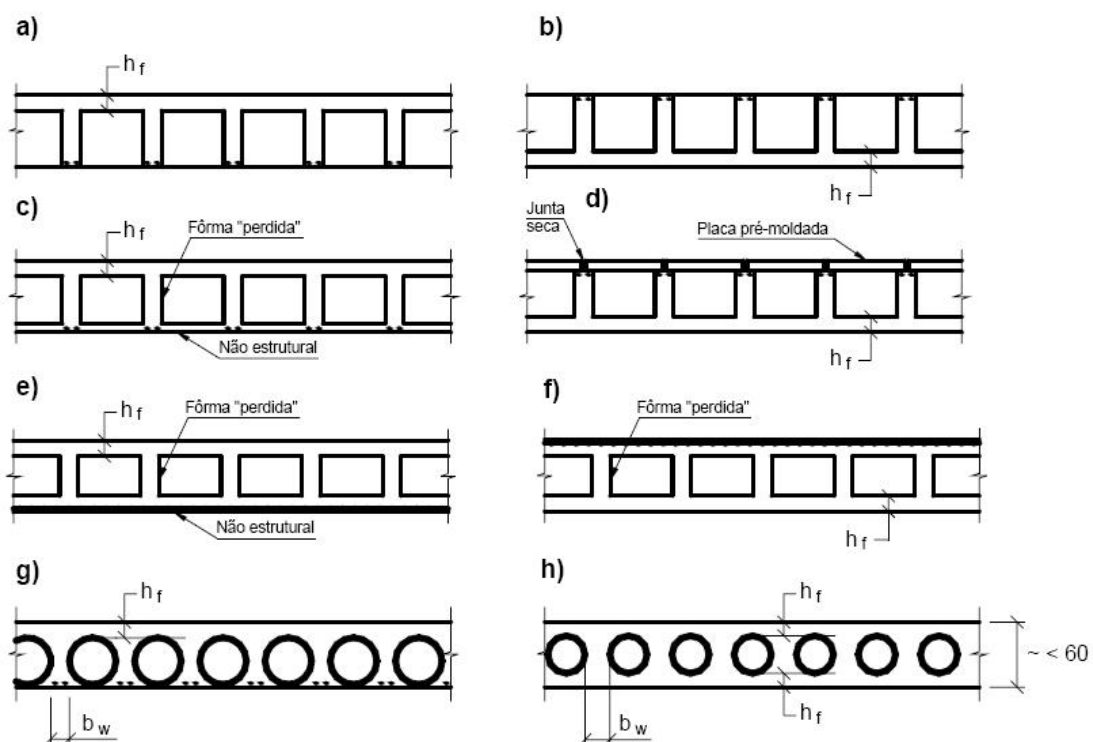 a)
h f
b)
h f
c)
h f
Fôrma "perdida"
Não estrutural
d)
Junta
seca
Placa pré-moldada
h f
e)
h f
Fôrma "perdida"
Não estrutural
f)
Fôrma "perdida"
h f
g)
h f
b w
h)
h f
~ < 60
h f
b w